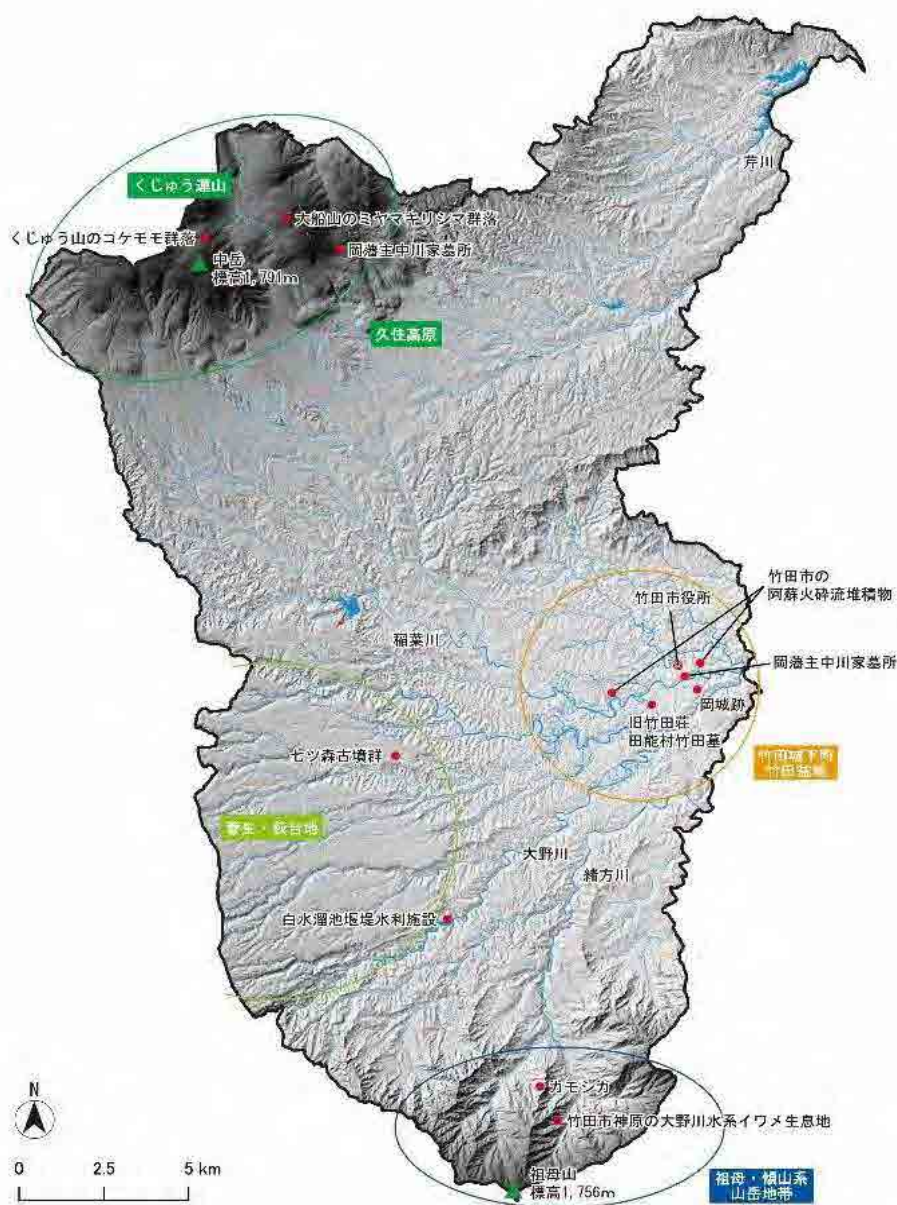 芹川
くじゅう連山
大船山のミヤマキリシマ群落
くじゅう山のコケモモ群落
岡藩主中川家墓所
中岳
標高1,791m
久住高原
竹田市の
阿蘇火砕流堆積物
竹田市役所
稲葉川
岡藩主中川家墓所
岡城跡
旧竹田荘
田能村竹田墓
七ツ森古墳群
竹田城下町
菅生・荻台地
大野川
緒方川
白水溜池堰堤水利施設
カモシカ
竹田市神原の大野川水系イワメ生息地
祖母山
標高1,756m
祖母・傾山系
山岳地帯
N
0 2.5 5 km